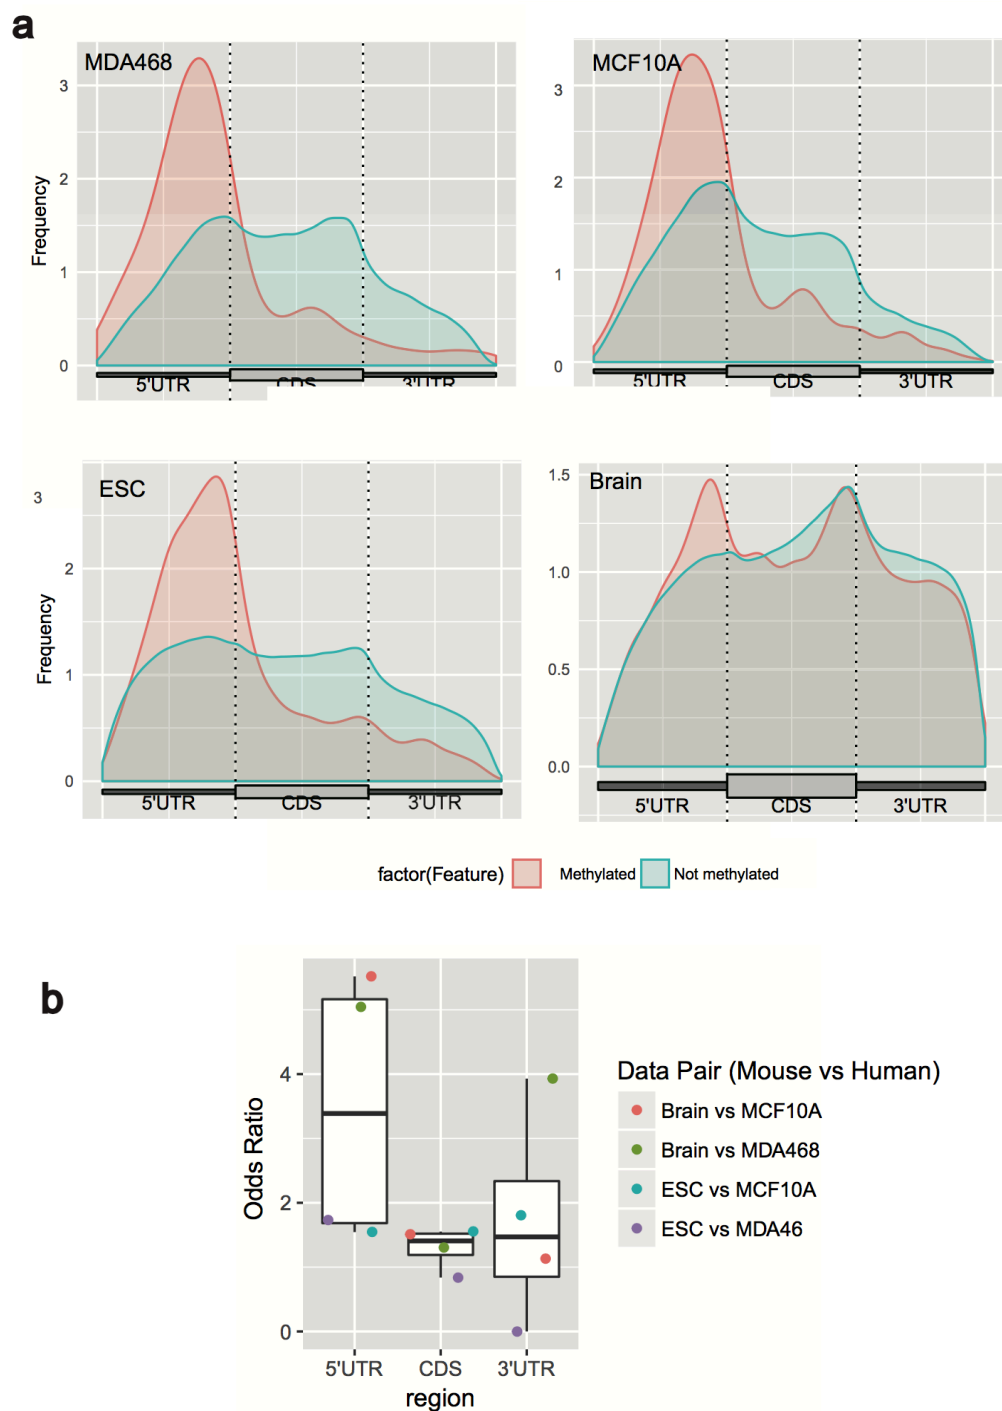 a
MDA468
Frequency
3
2
1
0
5'UTR
CDS
3'UTR
MCF10A
3
2
1
0
5'UTR
CDS
3'UTR
ESC
Frequency
3
2
1
0
5'UTR
CDS
3'UTR
Brain
1.5
1.0
0.5
0.0
5'UTR
CDS
3'UTR
factor(Feature)
Methylated
Not methylated
b
Odds Ratio
4
2
0
5'UTR
CDS
3'UTR
region
Data Pair (Mouse vs Human)
Brain vs MCF10A
Brain vs MDA468
ESC vs MCF10A
ESC vs MDA46